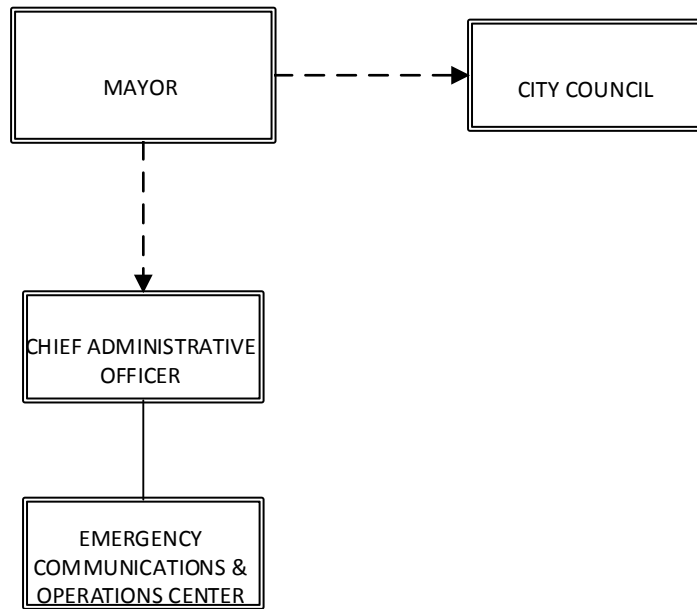 MAYOR
CITY COUNCIL
CHIEF ADMINISTRATIVE
OFFICER
EMERGENCY
COMMUNICATIONS &
OPERATIONS CENTER